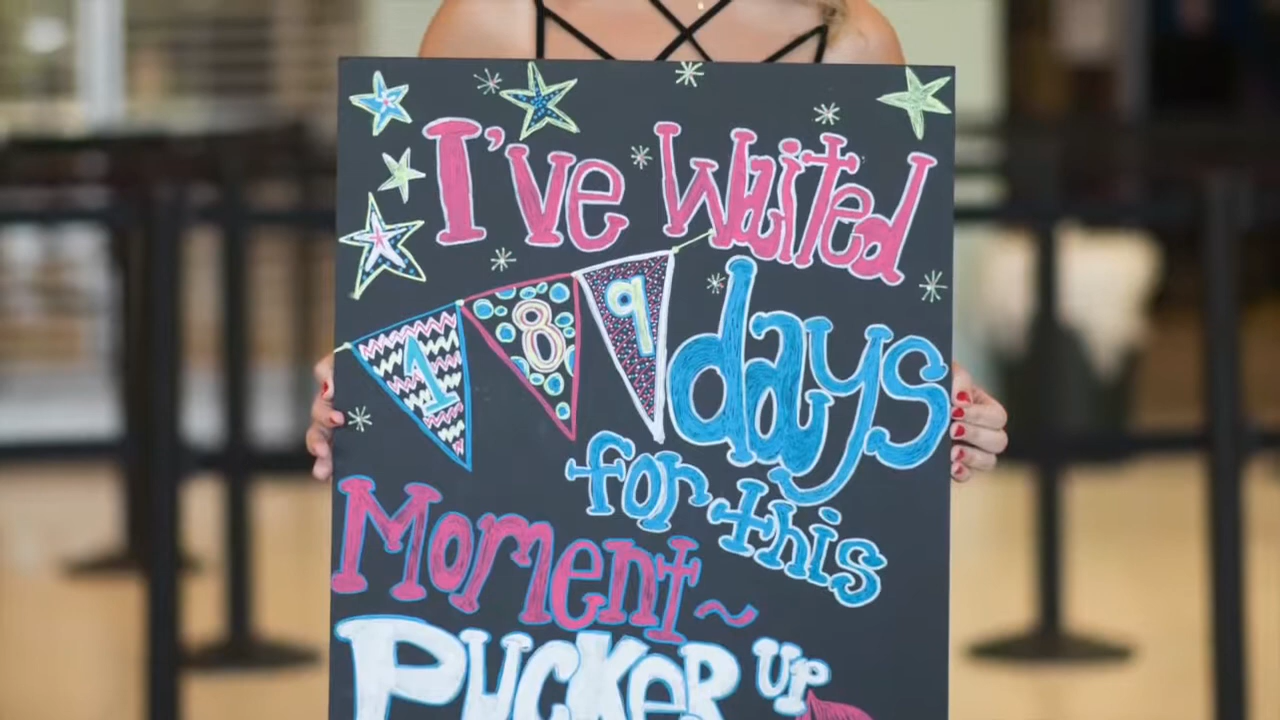 I've Waited
189 days
for this
Moment~
Pucker up